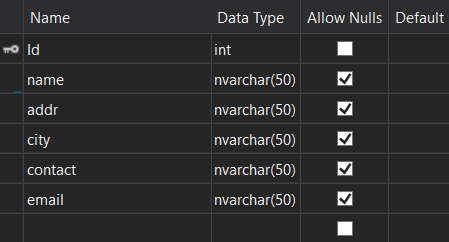 Name Data Type Allow Nulls Default
Id int
name nvarchar(50)
addr nvarchar(50)
city nvarchar(50)
contact nvarchar(50)
email nvarchar(50)